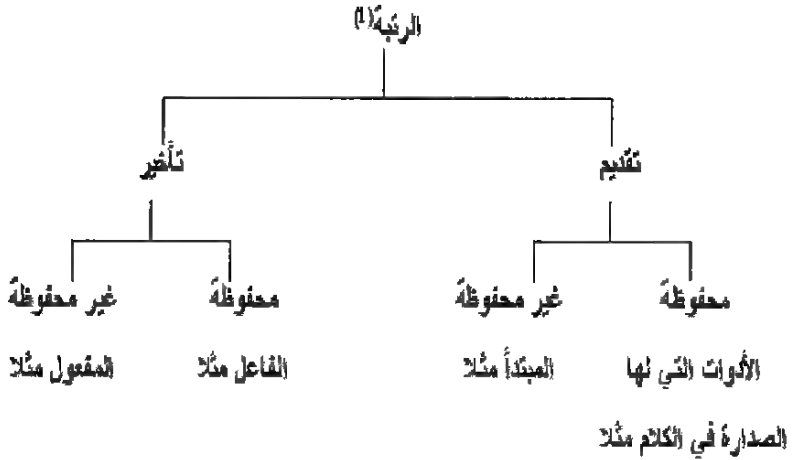 الرتبة(1)
تقديم
تأخير
محفوظة
غير محفوظة
محفوظة
غير محفوظة
الأدوات التي لها
المبتدأ مثلا
الفاعل مثلا
المفعول مثلا
الصدارة في الكلام مثلا